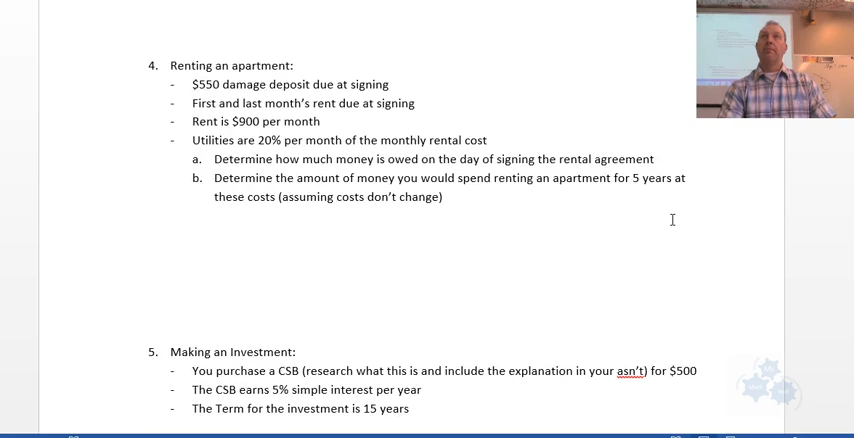 4. Renting an apartment:
- $550 damage deposit due at signing
- First and last month's rent due at signing
- Rent is $900 per month
- Utilities are 20% per month of the monthly rental cost
a. Determine how much money is owed on the day of signing the rental agreement
b. Determine the amount of money you would spend renting an apartment for 5 years at
these costs (assuming costs don't change)
5. Making an Investment:
- You purchase a CSB (research what this is and include the explanation in your asn't) for $500
- The CSB earns 5% simple interest per year
- The Term for the investment is 15 years